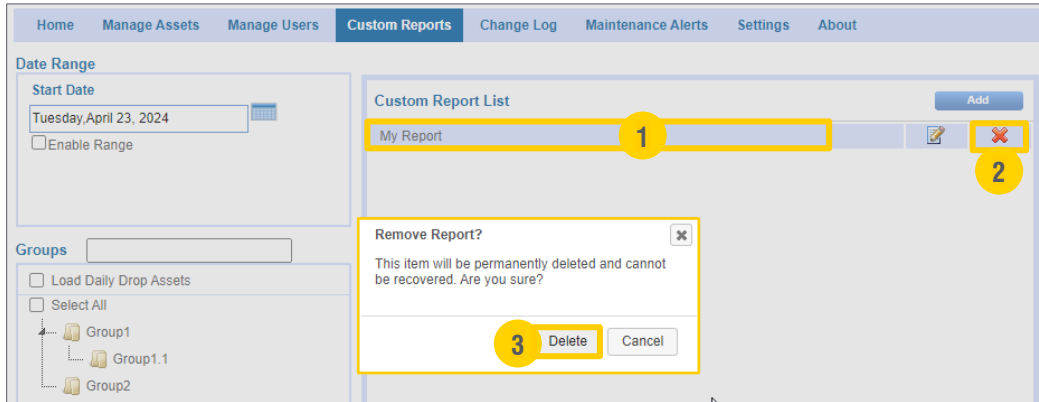 Home Manage Assets Manage Users Custom Reports Change Log Maintenance Alerts Settings About
Date Range
Start Date
Tuesday,April 23, 2024
Enable Range
Groups
Load Daily Drop Assets
Select All
Group1
Group1.1
Group2
Custom Report List Add
My Report 1
2
Remove Report?
This item will be permanently deleted and cannot
be recovered. Are you sure?
3 Delete Cancel